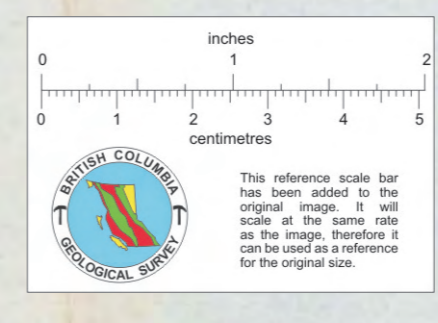 inches
0 1 2
0 1 2 3 4 5
centimetres
BRITISH COLUMBIA
GEOLOGICAL SURVEY
This reference scale bar
has been added to the
original image. It will
scale at the same rate
as the image, therefore it
can be used as a reference
for the original size.